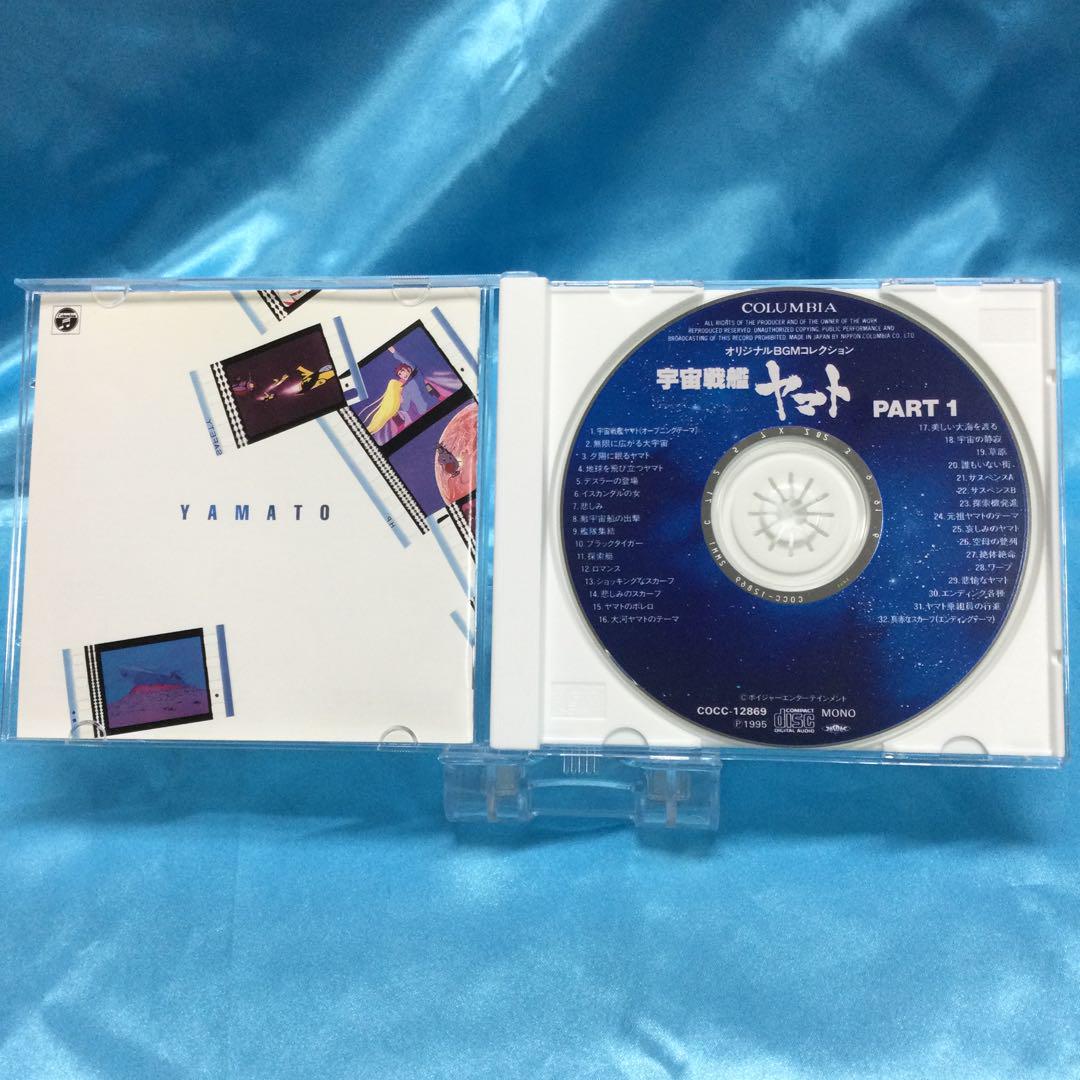 Columbia
SAFETY
YAMATO
COLUMBIA
ALL RIGHTS OF THE PRODUCER AND OF THE OWNER OF THE WORK
REPRODUCED RESERVED. UNAUTHORIZED COPYING, PUBLIC PERFORMANCE AND
BROADCASTING OF THIS RECORD PROHIBITED. MADE IN JAPAN BY NIPPON COLUMBIA CO. LTD.
オリジナルBGMコレクション
宇宙戦艦ヤマト PART 1
1. 宇宙戦艦ヤマト(オープニングテーマ)
2. 無限に広がる大宇宙
3. 夕陽に眠るヤマト
4. 地球を飛び立つヤマト
5. デスラーの登場
6. イスカンダルの女
7. 悲しみ
8. 敵宇宙船の出撃
9. 艦隊集結
10. ブラックタイガー
11. 探索艇
12. ロマンス
13. ショッキングなスカーフ
14. 悲しみのスカーフ
15. ヤマトのボレロ
16. 大河ヤマトのテーマ
17. 美しい大海を渡る
18. 宇宙の静寂
19. 草原
20. 誰もいない街
21. サスペンスA
22. サスペンスB
23. 探索機発進
24. 元祖ヤマトのテーマ
25. 哀しみのヤマト
26. 空母の整列
27. 絶体絶命
28. ワープ
29. 悲愴なヤマト
30. エンディング各種
31. ヤマト乗組員の行進
32. 真赤なスカーフ(エンディングテーマ)
Ⓒボイジャーエンターテインメント
COCC-12869
Ⓟ1995
COMPACT
disc
DIGITAL AUDIO
MONO
COCC-12869